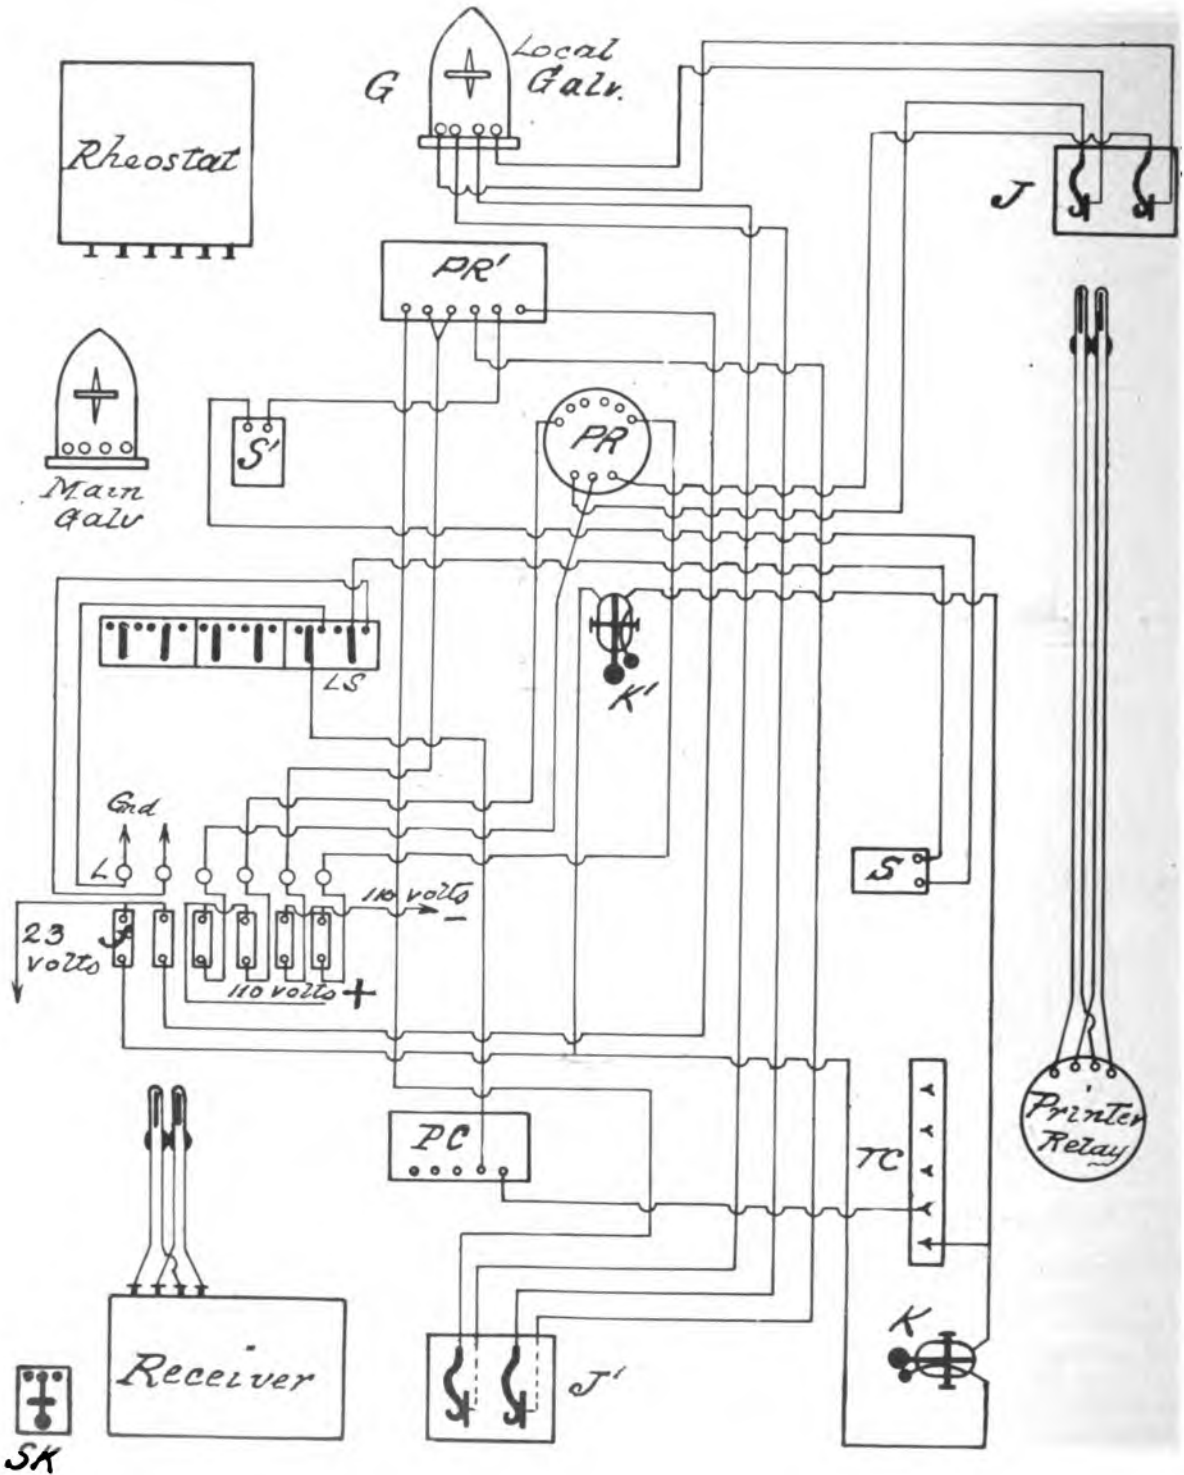 Local
G
Galv.
Rheostat
J
PR'
S'
PR
Main
Galv
LS
K'
Gnd
L
S
110 volts
−
23
volts
110 volts +
PC
TC
Printer
Relay
K
Receiver
J'
SK